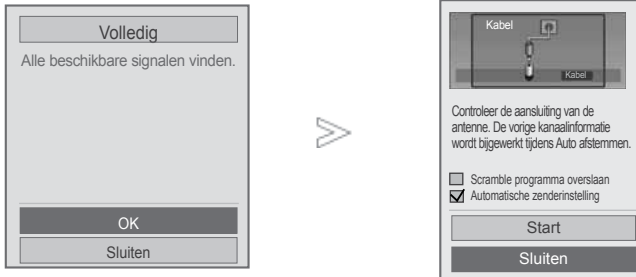 Volledig
Alle beschikbare signalen vinden.
OK
Sluiten
Kabel
Kabel
Controleer de aansluiting van de
antenne. De vorige kanaalinformatie
wordt bijgewerkt tijdens Auto afstemmen.
Scramble programma overslaan
Automatische zenderinstelling
Start
Sluiten